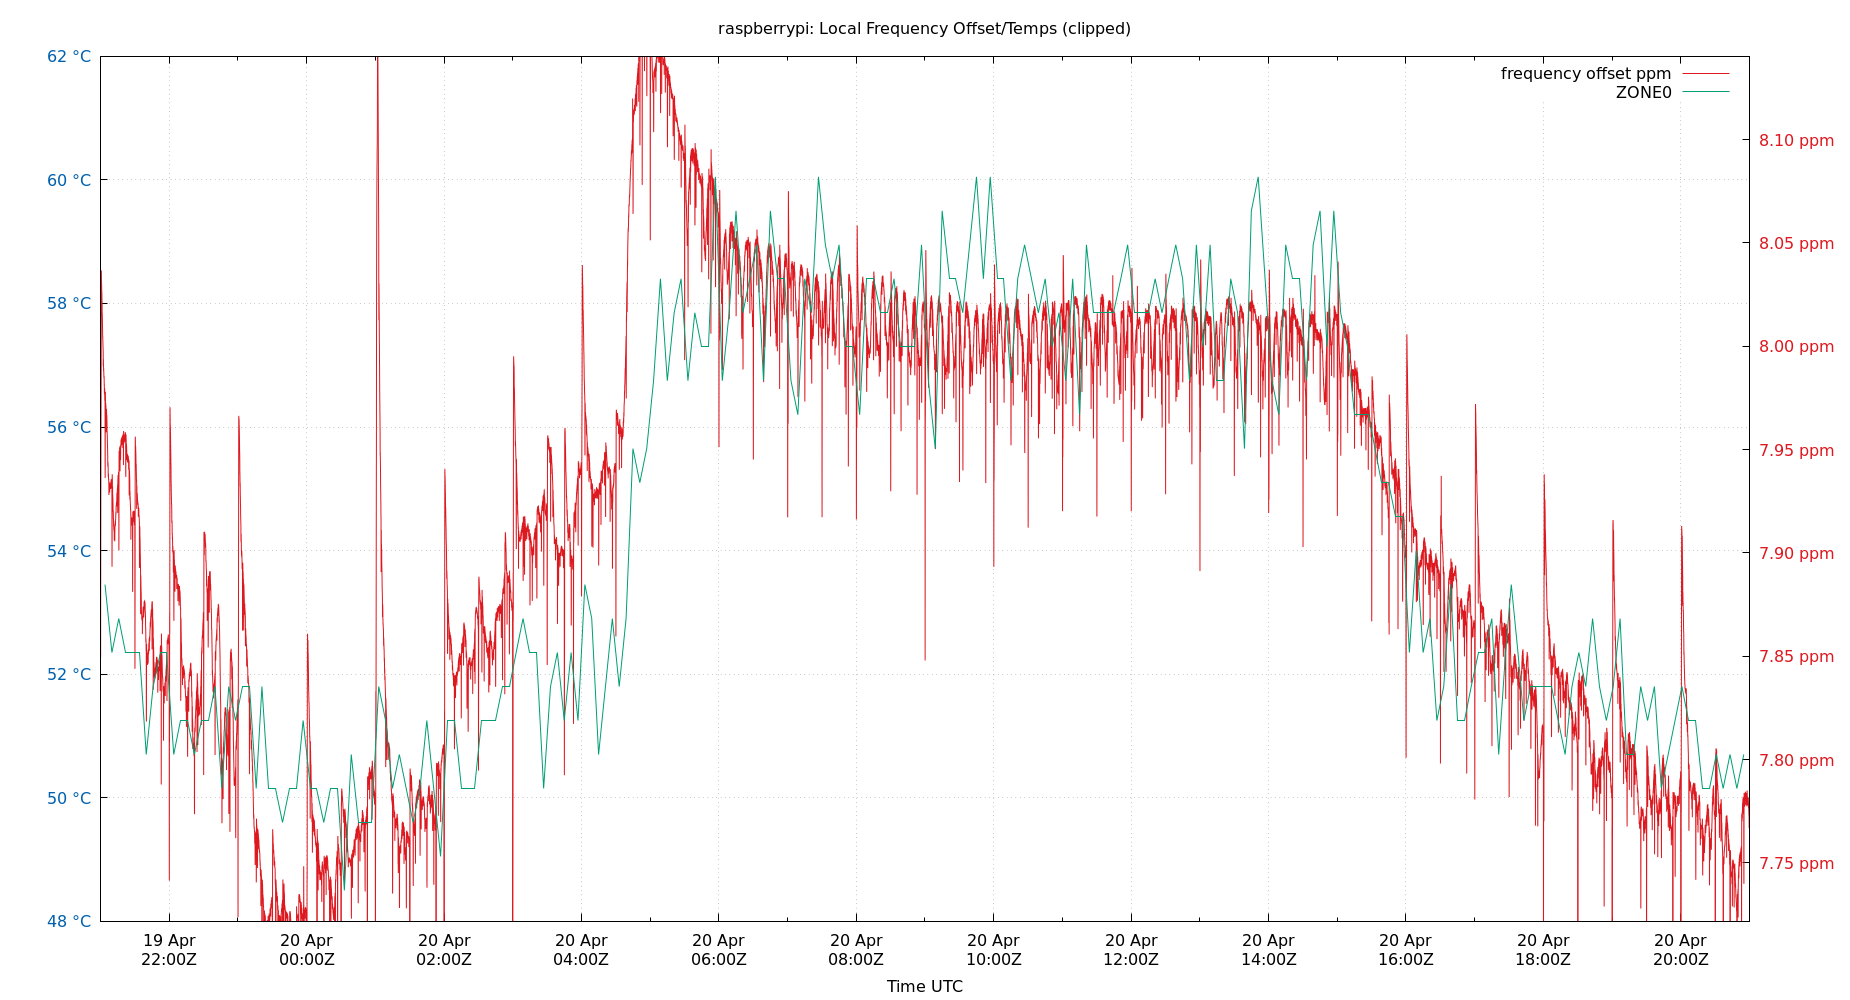 raspberrypi: Local Frequency Offset/Temps (clipped)
frequency offset ppm
ZONE0
62 °C
60 °C
58 °C
56 °C
54 °C
52 °C
50 °C
48 °C
8.10 ppm
8.05 ppm
8.00 ppm
7.95 ppm
7.90 ppm
7.85 ppm
7.80 ppm
7.75 ppm
19 Apr
22:00Z
20 Apr
00:00Z
20 Apr
02:00Z
20 Apr
04:00Z
20 Apr
06:00Z
20 Apr
08:00Z
20 Apr
10:00Z
20 Apr
12:00Z
20 Apr
14:00Z
20 Apr
16:00Z
20 Apr
18:00Z
20 Apr
20:00Z
Time UTC